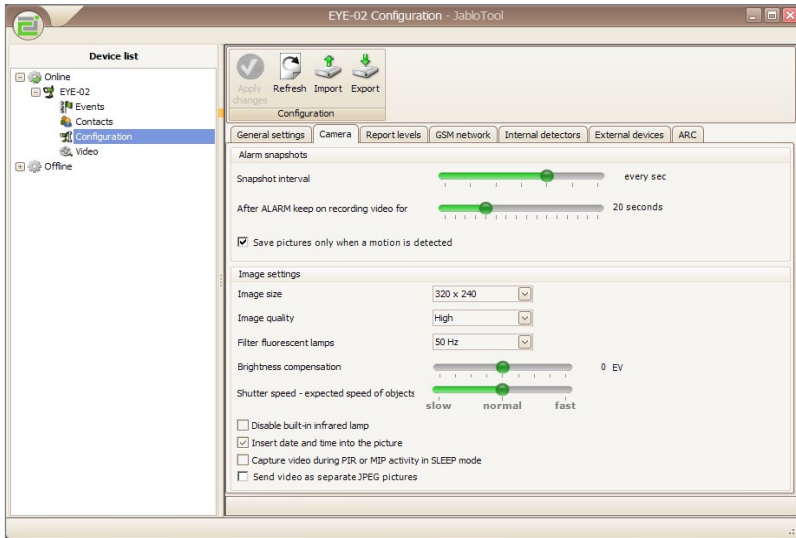 EYE-02 Configuration - JabloTool
Device list
Online
EYE-02
Events
Contacts
Configuration
Video
Offline
Apply changes
Refresh
Import
Export
Configuration
General settings
Camera
Report levels
GSM network
Internal detectors
External devices
ARC
Alarm snapshots
Snapshot interval
every sec
After ALARM keep on recording video for
20 seconds
Save pictures only when a motion is detected
Image settings
Image size
320 x 240
Image quality
High
Filter fluorescent lamps
50 Hz
Brightness compensation
0 EV
Shutter speed - expected speed of objects
slow normal fast
Disable built-in infrared lamp
Insert date and time into the picture
Capture video during PIR or MIP activity in SLEEP mode
Send video as separate JPEG pictures